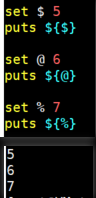 set $ 5
puts ${$}
set @ 6
puts ${@}
set % 7
puts ${%}
5
6
7